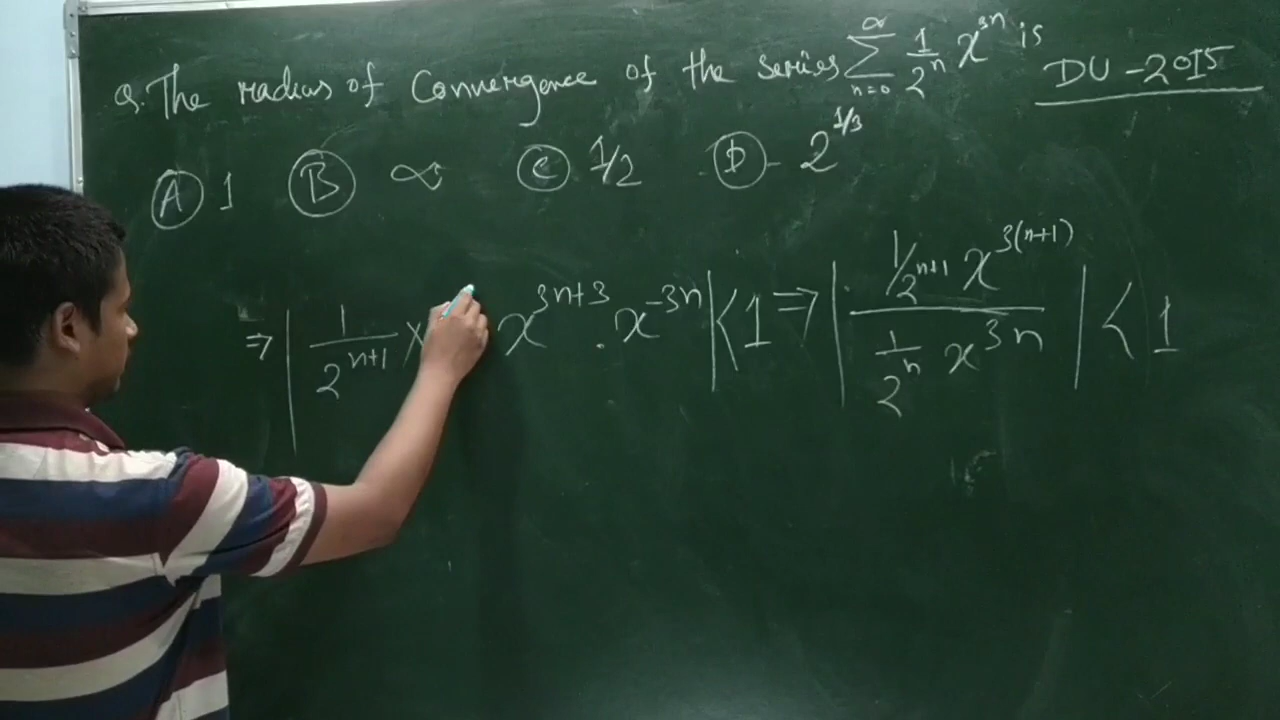 Q. The radius of Convergence of the series ∑_{n=0}^{∞} 1/2^n x^{3n} is DU -2015
(A) 1 (B) ∞ (C) 1/2 (D) 2^{1/3}
⇒ | 1/2^{n+1} × x^{3n+3} . x^{-3n} | < 1 ⇒ | (1/2^{n+1} x^{3(n+1)}) / (1/2^n x^{3n}) | < 1